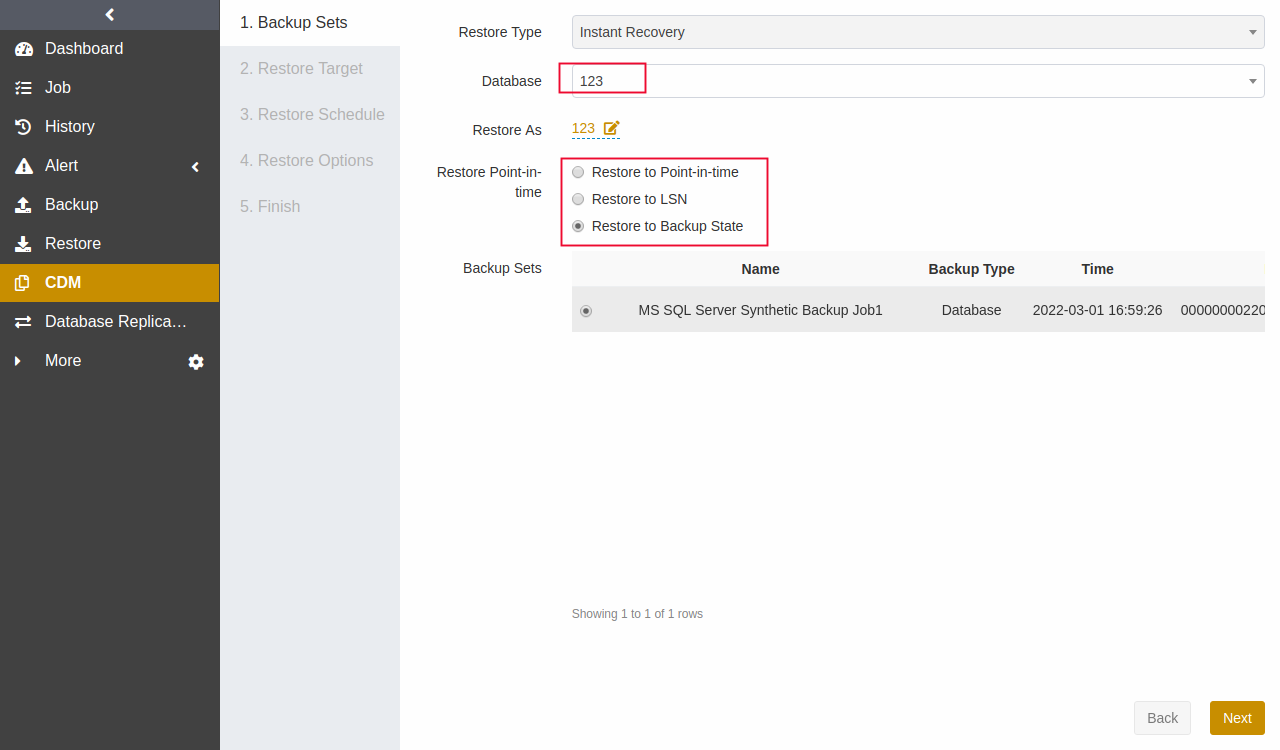 Dashboard
Job
History
Alert
Backup
Restore
CDM
Database Replica…
More
1. Backup Sets
2. Restore Target
3. Restore Schedule
4. Restore Options
5. Finish
Restore Type
Instant Recovery
Database
123
Restore As
123
Restore Point-in-
time
Restore to Point-in-time
Restore to LSN
Restore to Backup State
Backup Sets
Name Backup Type Time
MS SQL Server Synthetic Backup Job1 Database 2022-03-01 16:59:26 00000000220
Showing 1 to 1 of 1 rows
Back
Next